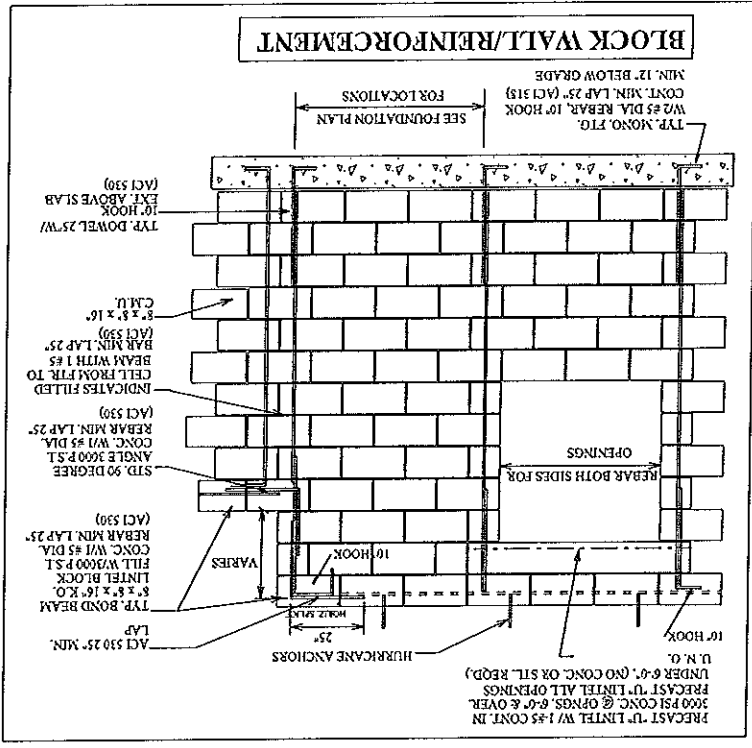 PRECAST "U" LINTEL W/ 1-#5 CONT. IN
3000 PSI CONC. @ OPNGS. 6'-0" & OVER.
PRECAST "U" LINTEL ALL OPENINGS
UNDER 6'-0". (NO CONC. OR STL. REQD.)
U. N. O.
10" HOOK
HURRICANE ANCHORS
25"
HORIZ. SPLAT
10" HOOK
VARIES
ACI 530 25" MIN.
LAP
TYP. BOND BEAM
8" x 8" x 16" K.O.
LINTIL BLOCK
FILL W/3000 P.S.I.
CONC. W/1 #5 DIA.
REBAR MIN. LAP 25"
(ACI 530)
STD. 90 DEGREE
ANGLE 3000 P.S.I.
CONC. W/1 #5 DIA.
REBAR MIN. LAP 25"
(ACI 530)
INDICATES FILLED
CELL FROM FTR. TO
BEAM WITH 1 #5
BAR MIN. LAP 25"
(ACI 530)
8" x 8" x 16"
C.M.U.
TYP. DOWEL 25" W/
10" HOOK
EXT. ABOVE SLAB
(ACI 530)
REBAR BOTH SIDES FOR
OPENINGS
SEE FOUNDATION PLAN
FOR LOCATIONS
TYP. MONO. FTG.
W/2 #5 DIA. REBAR, 10" HOOK
CONT. MIN. LAP 25" (ACI 318)
MIN. 12" BELOW GRADE
BLOCK WALL/REINFORCEMENT